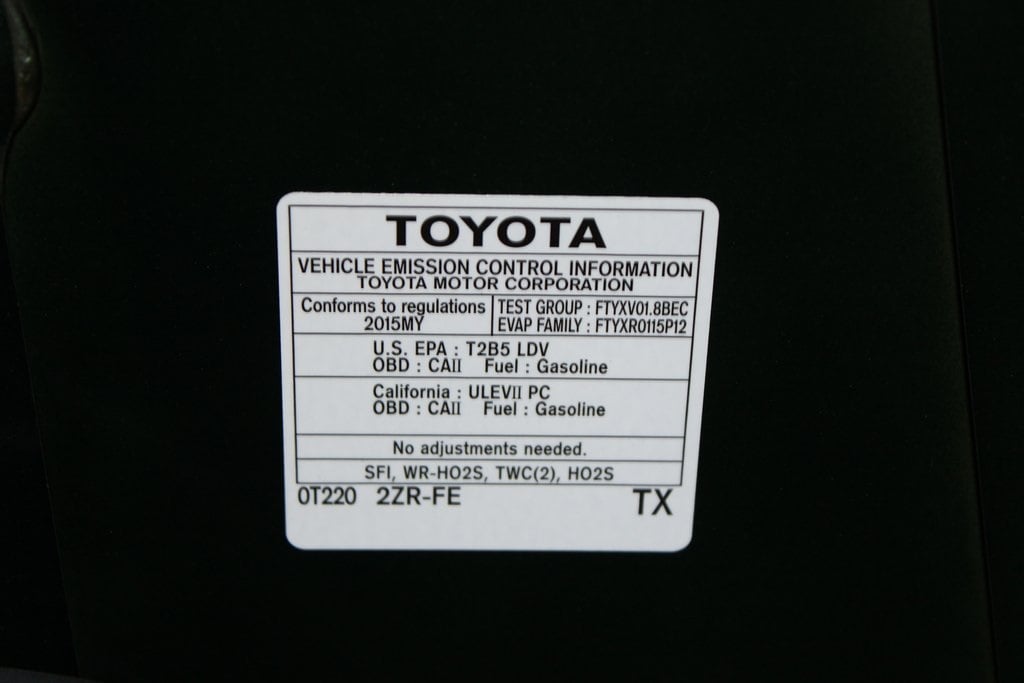 TOYOTA
VEHICLE EMISSION CONTROL INFORMATION
TOYOTA MOTOR CORPORATION
Conforms to regulations
2015MY
TEST GROUP : FTYXV01.8BEC
EVAP FAMILY : FTYXR0115P12
U.S. EPA : T2B5 LDV
OBD : CAII Fuel : Gasoline
California : ULEVII PC
OBD : CAII Fuel : Gasoline
No adjustments needed.
SFI, WR-HO2S, TWC(2), HO2S
0T220 2ZR-FE TX